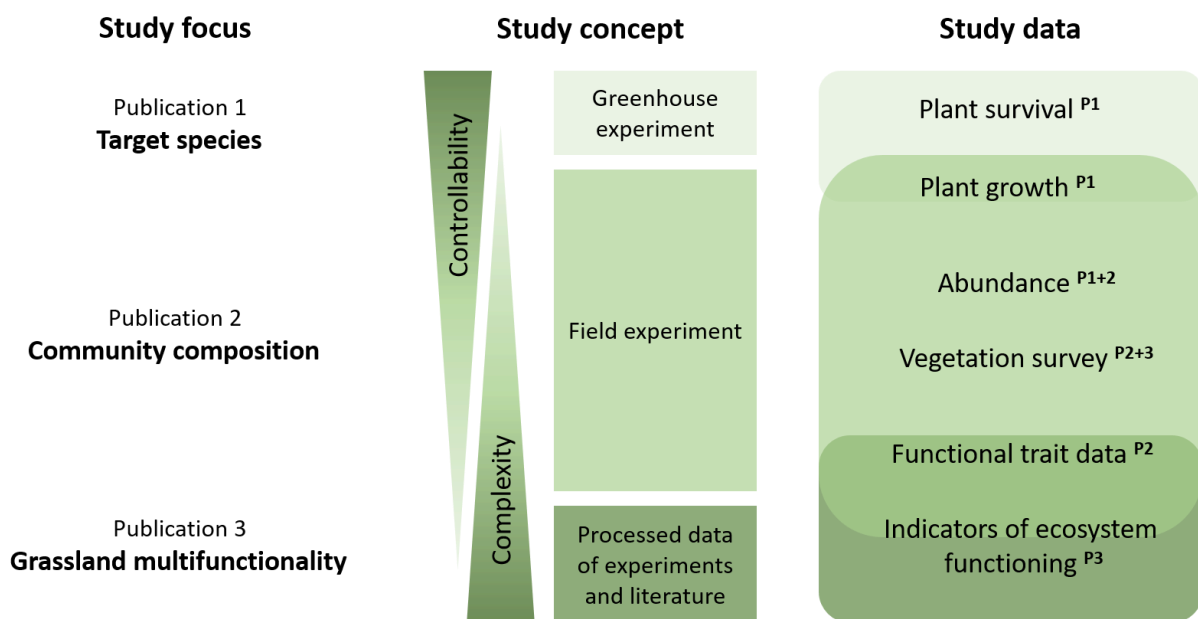 Study focus
Study concept
Study data
Publication 1
Target species
Publication 2
Community composition
Publication 3
Grassland multifunctionality
Controllability
Complexity
Greenhouse
experiment
Field experiment
Processed data
of experiments
and literature
Plant survival P1
Plant growth P1
Abundance P1+2
Vegetation survey P2+3
Functional trait data P2
Indicators of ecosystem
functioning P3